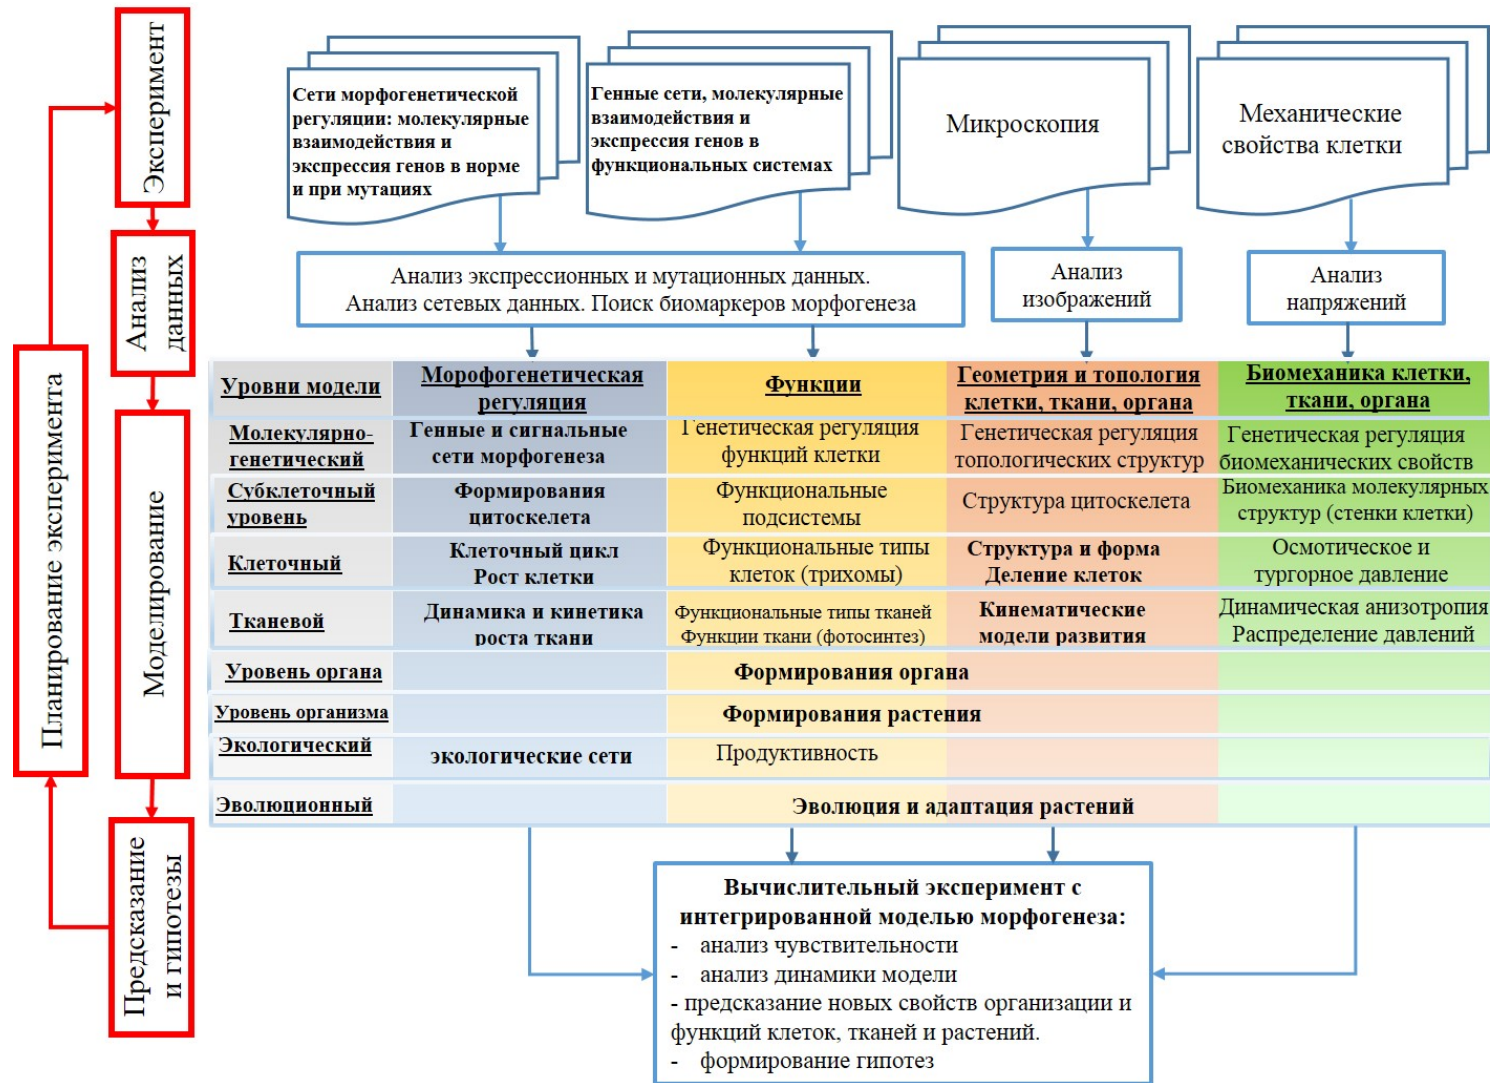 Эксперимент
Анализ
данных
Планирование эксперимента
Моделирование
Предсказание
и гипотезы
Сети морфогенетической
регуляции: молекулярные
взаимодействия и
экспрессия генов в норме
и при мутациях
Генные сети, молекулярные
взаимодействия и
экспрессия генов в
функциональных системах
Микроскопия
Механические
свойства клетки
Анализ экспрессионных и мутационных данных.
Анализ сетевых данных. Поиск биомаркеров морфогенеза
Анализ
изображений
Анализ
напряжений
Уровни модели
Морфогенетическая
регуляция
Функции
Геометрия и топология
клетки, ткани, органа
Биомеханика клетки,
ткани, органа
Молекулярно-
генетический
Генные и сигнальные
сети морфогенеза
Генетическая регуляция
функций клетки
Генетическая регуляция
топологических структур
Генетическая регуляция
биомеханических свойств
Субклеточный
уровень
Формирования
цитоскелета
Функциональные
подсистемы
Структура цитоскелета
Биомеханика молекулярных
структур (стенки клетки)
Клеточный
Клеточный цикл
Рост клетки
Функциональные типы
клеток (трихомы)
Структура и форма
Деление клеток
Осмотическое и
тургорное давление
Тканевой
Динамика и кинетика
роста ткани
Функциональные типы тканей
Функции ткани (фотосинтез)
Кинематические
модели развития
Динамическая анизотропия
Распределение давлений
Уровень органа
Формирования органа
Уровень организма
Формирования растения
Экологический
экологические сети
Продуктивность
Эволюционный
Эволюция и адаптация растений
Вычислительный эксперимент с
интегрированной моделью морфогенеза:
- анализ чувствительности
- анализ динамики модели
- предсказание новых свойств организации и
функций клеток, тканей и растений.
- формирование гипотез